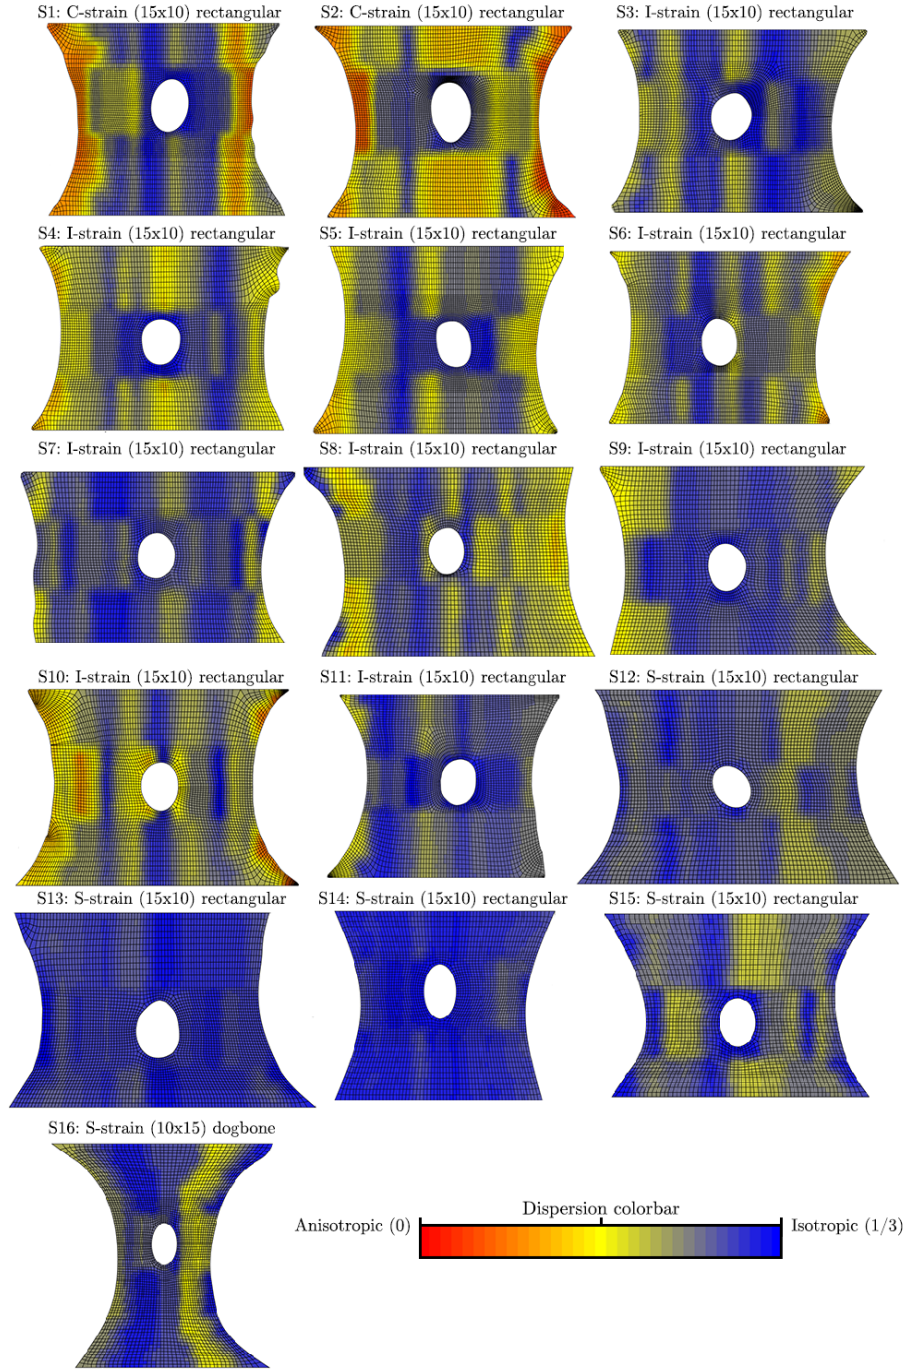 S1: C-strain (15x10) rectangular
S2: C-strain (15x10) rectangular
S3: I-strain (15x10) rectangular
S4: I-strain (15x10) rectangular
S5: I-strain (15x10) rectangular
S6: I-strain (15x10) rectangular
S7: I-strain (15x10) rectangular
S8: I-strain (15x10) rectangular
S9: I-strain (15x10) rectangular
S10: I-strain (15x10) rectangular
S11: I-strain (15x10) rectangular
S12: S-strain (15x10) rectangular
S13: S-strain (15x10) rectangular
S14: S-strain (15x10) rectangular
S15: S-strain (15x10) rectangular
S16: S-strain (10x15) dogbone
Dispersion colorbar
Anisotropic (0)
Isotropic (1/3)